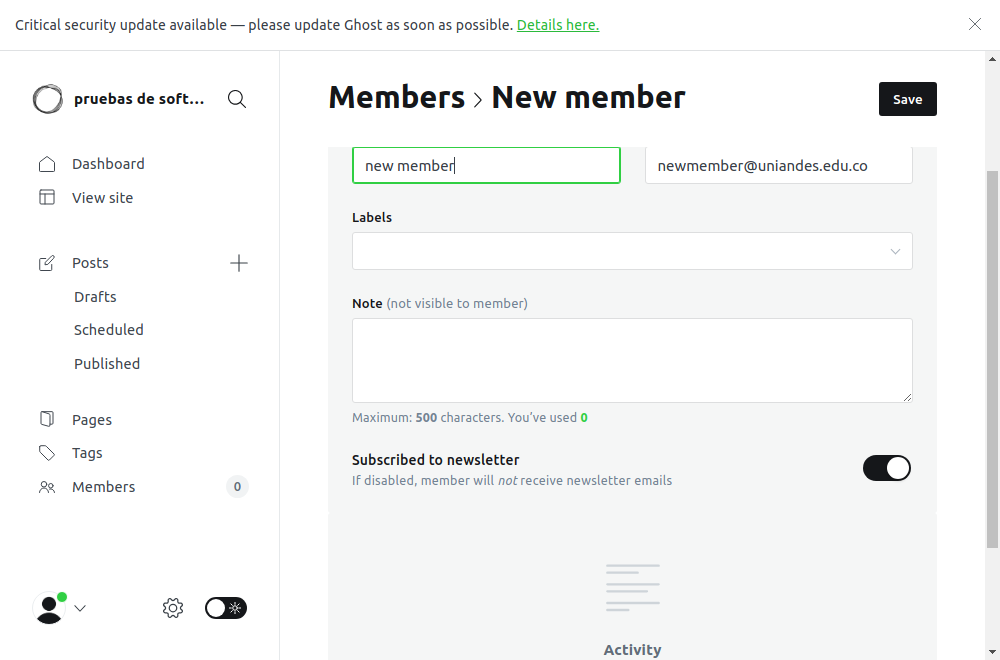 Critical security update available — please update Ghost as soon as possible. Details here.
pruebas de soft...
Members > New member
Save
Dashboard
View site
Posts
Drafts
Scheduled
Published
Pages
Tags
Members 0
new member
newmember@uniandes.edu.co
Labels
Note (not visible to member)
Maximum: 500 characters. You've used 0
Subscribed to newsletter
If disabled, member will not receive newsletter emails
Activity